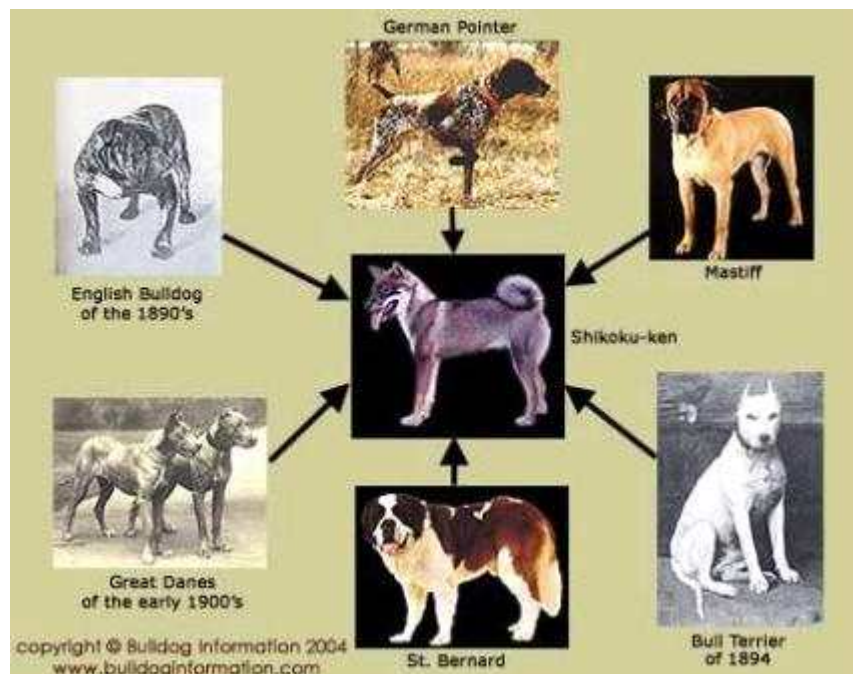 German Pointer
English Bulldog
of the 1890's
Mastiff
Shikoku-ken
Great Danes
of the early 1900's
St. Bernard
Bull Terrier
of 1894
copyright © Bulldog Information 2004
www.bulldoginformation.com